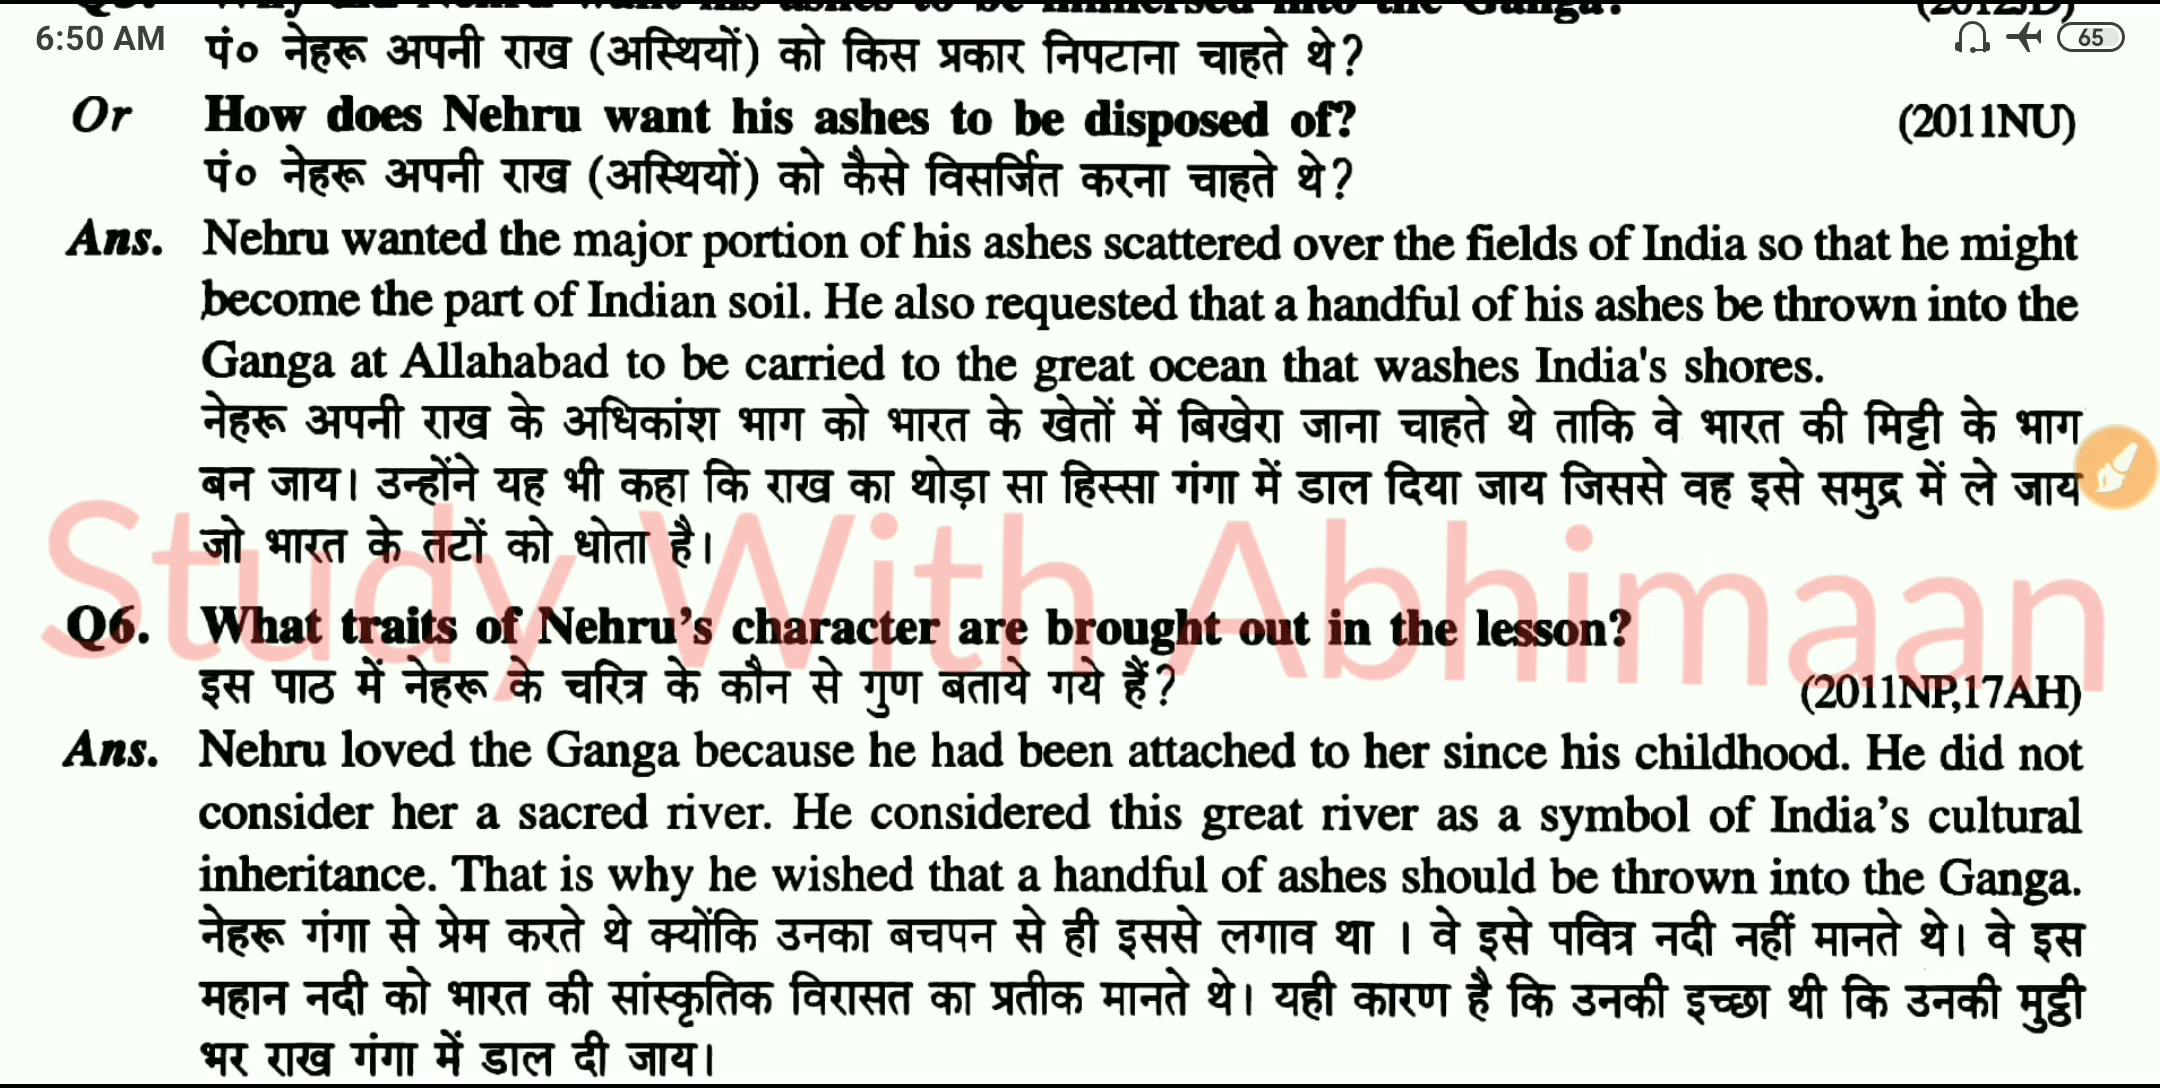 6:50 AM
65
पं० नेहरू अपनी राख (अस्थियों) को किस प्रकार निपटाना चाहते थे?
Or How does Nehru want his ashes to be disposed of? (2011NU)
पं० नेहरू अपनी राख (अस्थियों) को कैसे विसर्जित करना चाहते थे?
Ans. Nehru wanted the major portion of his ashes scattered over the fields of India so that he might
become the part of Indian soil. He also requested that a handful of his ashes be thrown into the
Ganga at Allahabad to be carried to the great ocean that washes India's shores.
नेहरू अपनी राख के अधिकांश भाग को भारत के खेतों में बिखेरा जाना चाहते थे ताकि वे भारत की मिट्टी के भाग
बन जाय। उन्होंने यह भी कहा कि राख का थोड़ा सा हिस्सा गंगा में डाल दिया जाय जिससे वह इसे समुद्र में ले जाय
जो भारत के तटों को धोता है।
Study With Abhimaan
Q6. What traits of Nehru's character are brought out in the lesson?
इस पाठ में नेहरू के चरित्र के कौन से गुण बताये गये हैं? (2011NP,17AH)
Ans. Nehru loved the Ganga because he had been attached to her since his childhood. He did not
consider her a sacred river. He considered this great river as a symbol of India's cultural
inheritance. That is why he wished that a handful of ashes should be thrown into the Ganga.
नेहरू गंगा से प्रेम करते थे क्योंकि उनका बचपन से ही इससे लगाव था । वे इसे पवित्र नदी नहीं मानते थे। वे इस
महान नदी को भारत की सांस्कृतिक विरासत का प्रतीक मानते थे। यही कारण है कि उनकी इच्छा थी कि उनकी मुट्ठी
भर राख गंगा में डाल दी जाय।